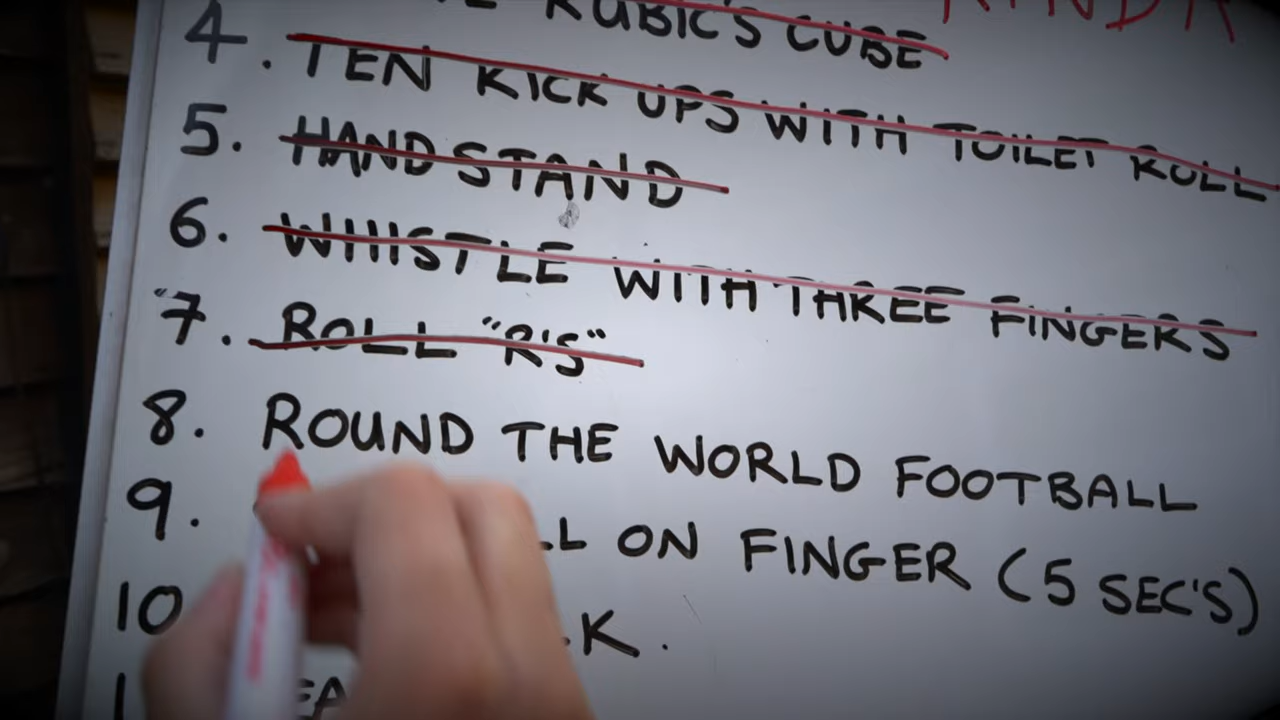 RUBIC'S CUBE
4. TEN KICK UPS WITH TOILET ROLL
5. HANDSTAND
6. WHISTLE WITH THREE FINGERS
7. ROLL "R'S"
8. ROUND THE WORLD FOOTBALL
9. ON FINGER (5 SEC'S)
10